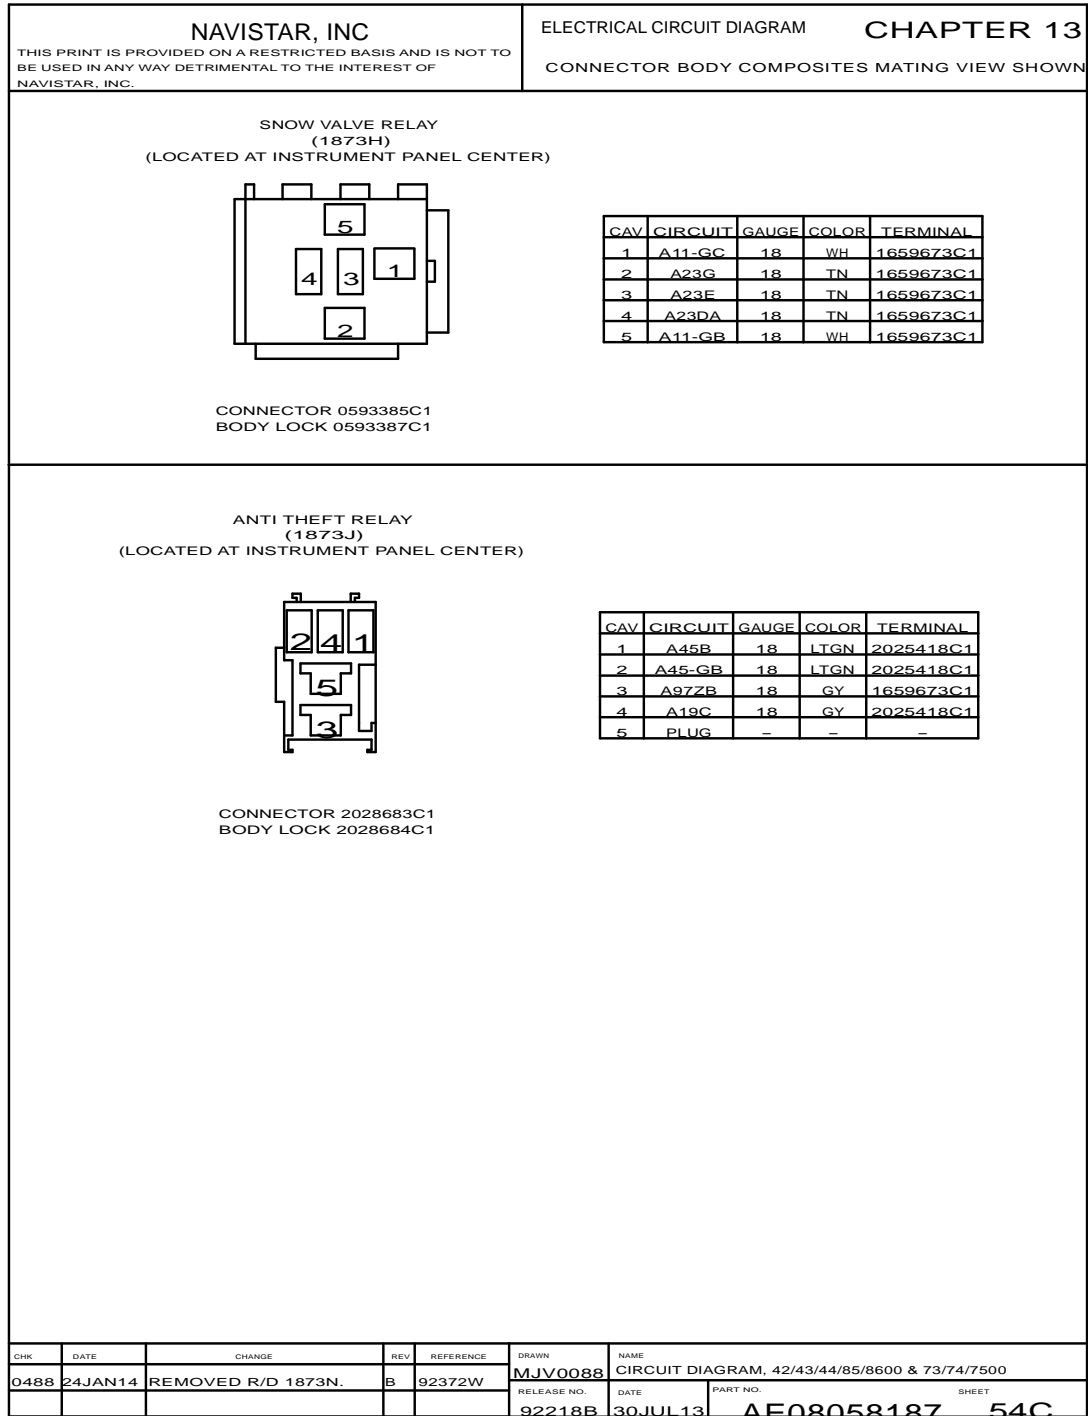 NAVISTAR, INC
THIS PRINT IS PROVIDED ON A RESTRICTED BASIS AND IS NOT TO
BE USED IN ANY WAY DETRIMENTAL TO THE INTEREST OF
NAVISTAR, INC.
ELECTRICAL CIRCUIT DIAGRAM CHAPTER 13
CONNECTOR BODY COMPOSITES MATING VIEW SHOWN
SNOW VALVE RELAY
(1873H)
(LOCATED AT INSTRUMENT PANEL CENTER)
5
4 3 1
2
CAV CIRCUIT GAUGE COLOR TERMINAL
1 A11-GC 18 WH 1659673C1
2 A23G 18 TN 1659673C1
3 A23E 18 TN 1659673C1
4 A23DA 18 TN 1659673C1
5 A11-GB 18 WH 1659673C1
CONNECTOR 0593385C1
BODY LOCK 0593387C1
ANTI THEFT RELAY
(1873J)
(LOCATED AT INSTRUMENT PANEL CENTER)
2 4 1
5
3
CAV CIRCUIT GAUGE COLOR TERMINAL
1 A45B 18 LTGN 2025418C1
2 A45-GB 18 LTGN 2025418C1
3 A97ZB 18 GY 1659673C1
4 A19C 18 GY 2025418C1
5 PLUG – – –
CONNECTOR 2028683C1
BODY LOCK 2028684C1
CHK DATE CHANGE REV REFERENCE
0488 24JAN14 REMOVED R/D 1873N. B 92372W
DRAWN
MJV0088
NAME
CIRCUIT DIAGRAM, 42/43/44/85/8600 & 73/74/7500
RELEASE NO. DATE PART NO. SHEET
92218B 30JUL13 AE08058187 54C